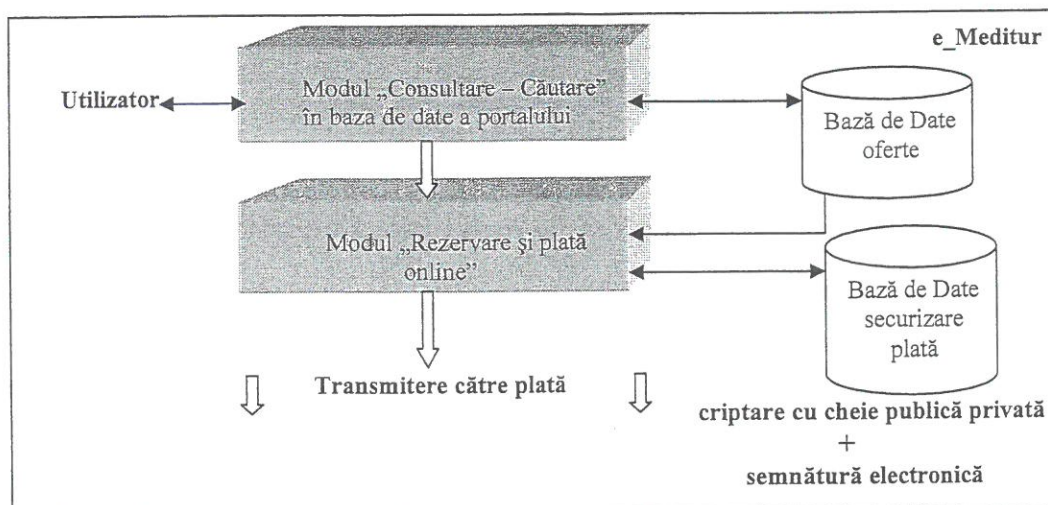 e_Meditur
Utilizator
Modul „Consultare – Căutare”
în baza de date a portalului
Bază de Date
oferte
Modul „Rezervare şi plată
online”
Bază de Date
securizare
plată
Transmitere către plată
criptare cu cheie publică privată
+
semnătură electronică